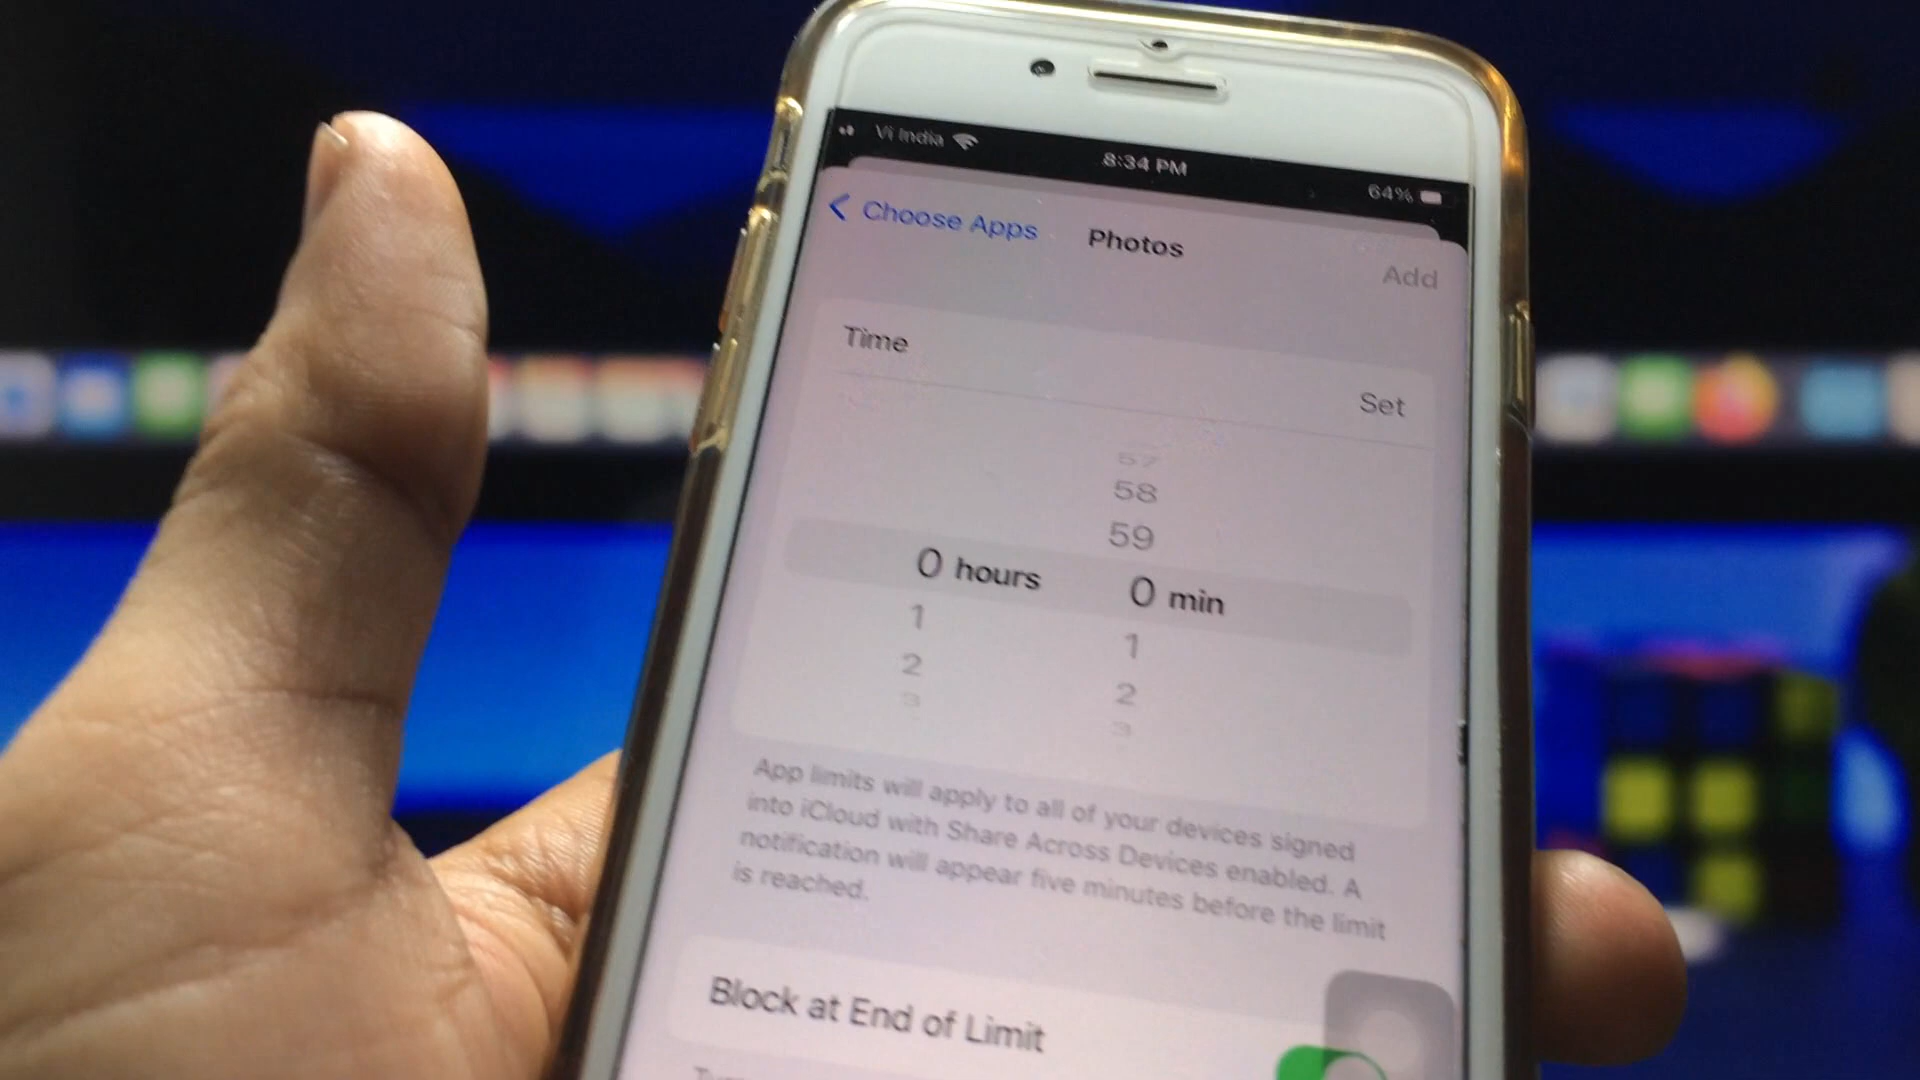 Vi India 8:34 PM 64%
Choose Apps Photos Add
Time
Set
57
58
59
0 hours 0 min
1 1
2 2
3 3
App limits will apply to all of your devices signed
into iCloud with Share Across Devices enabled. A
notification will appear five minutes before the limit
is reached.
Block at End of Limit